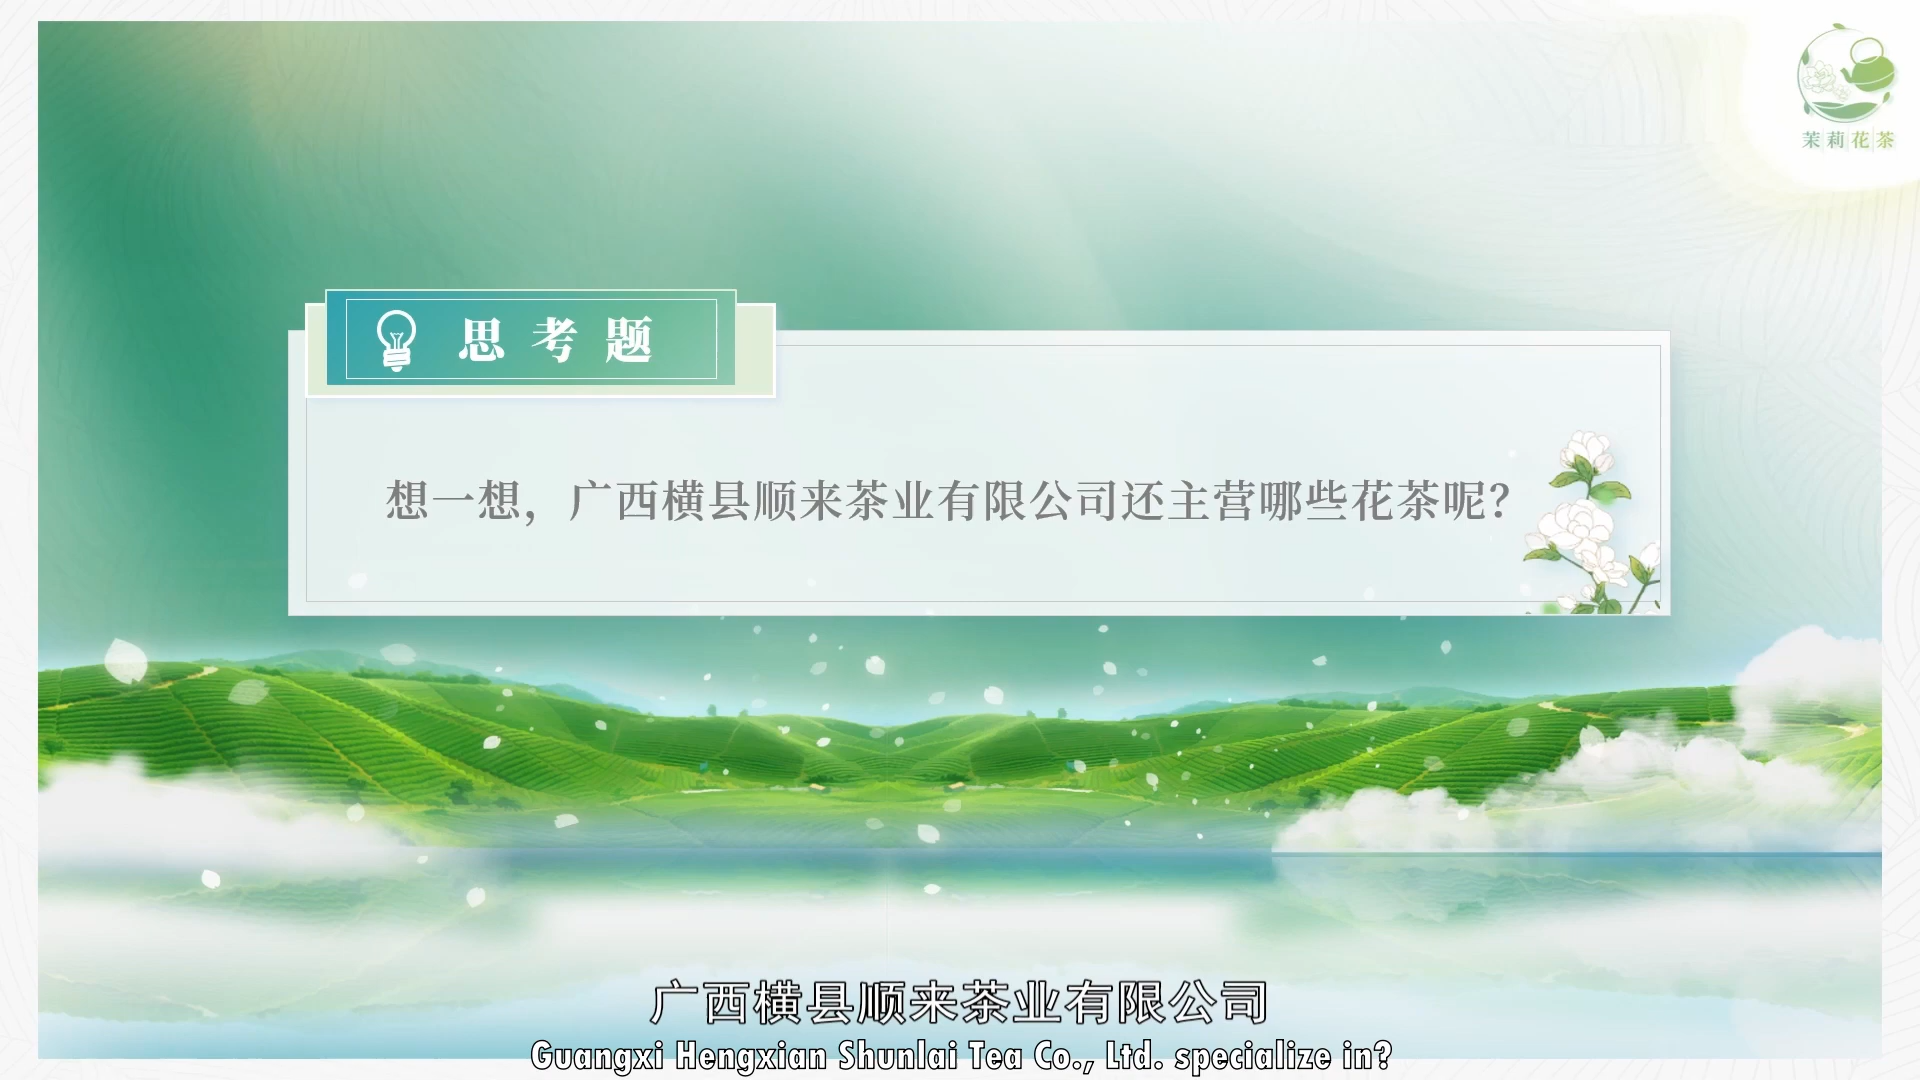 茉莉花茶
思考题
想一想，广西横县顺来茶业有限公司还主营哪些花茶呢？
广西横县顺来茶业有限公司
Guangxi Hengxian Shunlai Tea Co., Ltd. specialize in?